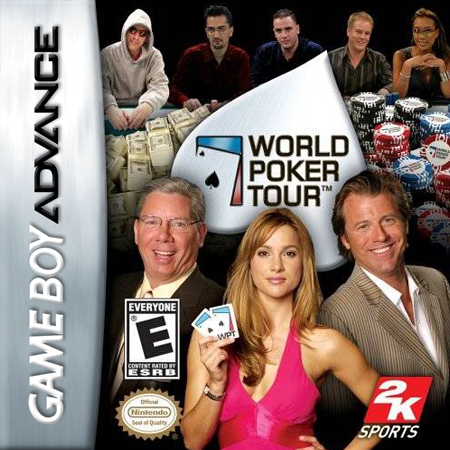 GAME BOY ADVANCE
WORLD
POKER
TOUR™
EVERYONE
E
CONTENT RATED BY
ESRB
WPT
Official
Nintendo
Seal of Quality
2K
SPORTS